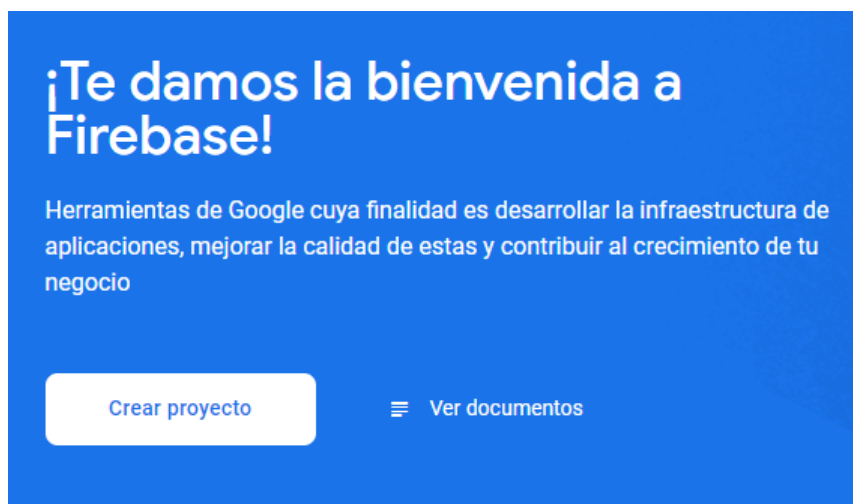 ¡Te damos la bienvenida a
Firebase!
Herramientas de Google cuya finalidad es desarrollar la infraestructura de
aplicaciones, mejorar la calidad de estas y contribuir al crecimiento de tu
negocio
Crear proyecto
Ver documentos